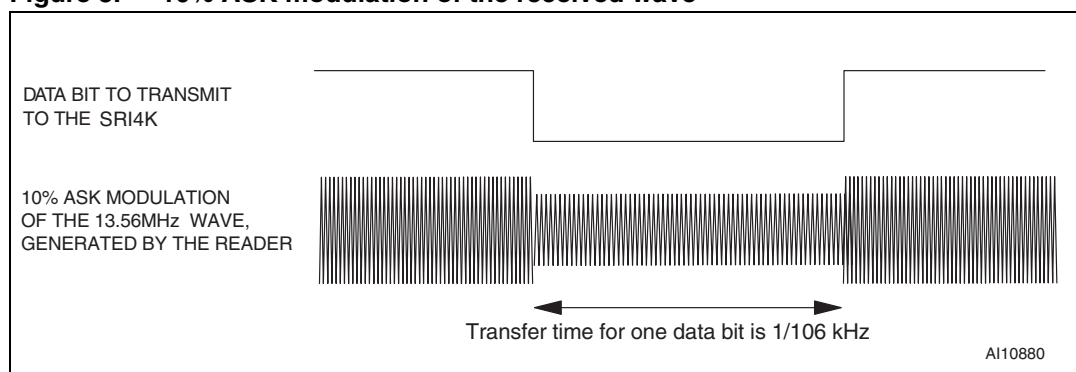 DATA BIT TO TRANSMIT
TO THE SRI4K
10% ASK MODULATION
OF THE 13.56MHz WAVE,
GENERATED BY THE READER
Transfer time for one data bit is 1/106 kHz
AI10880